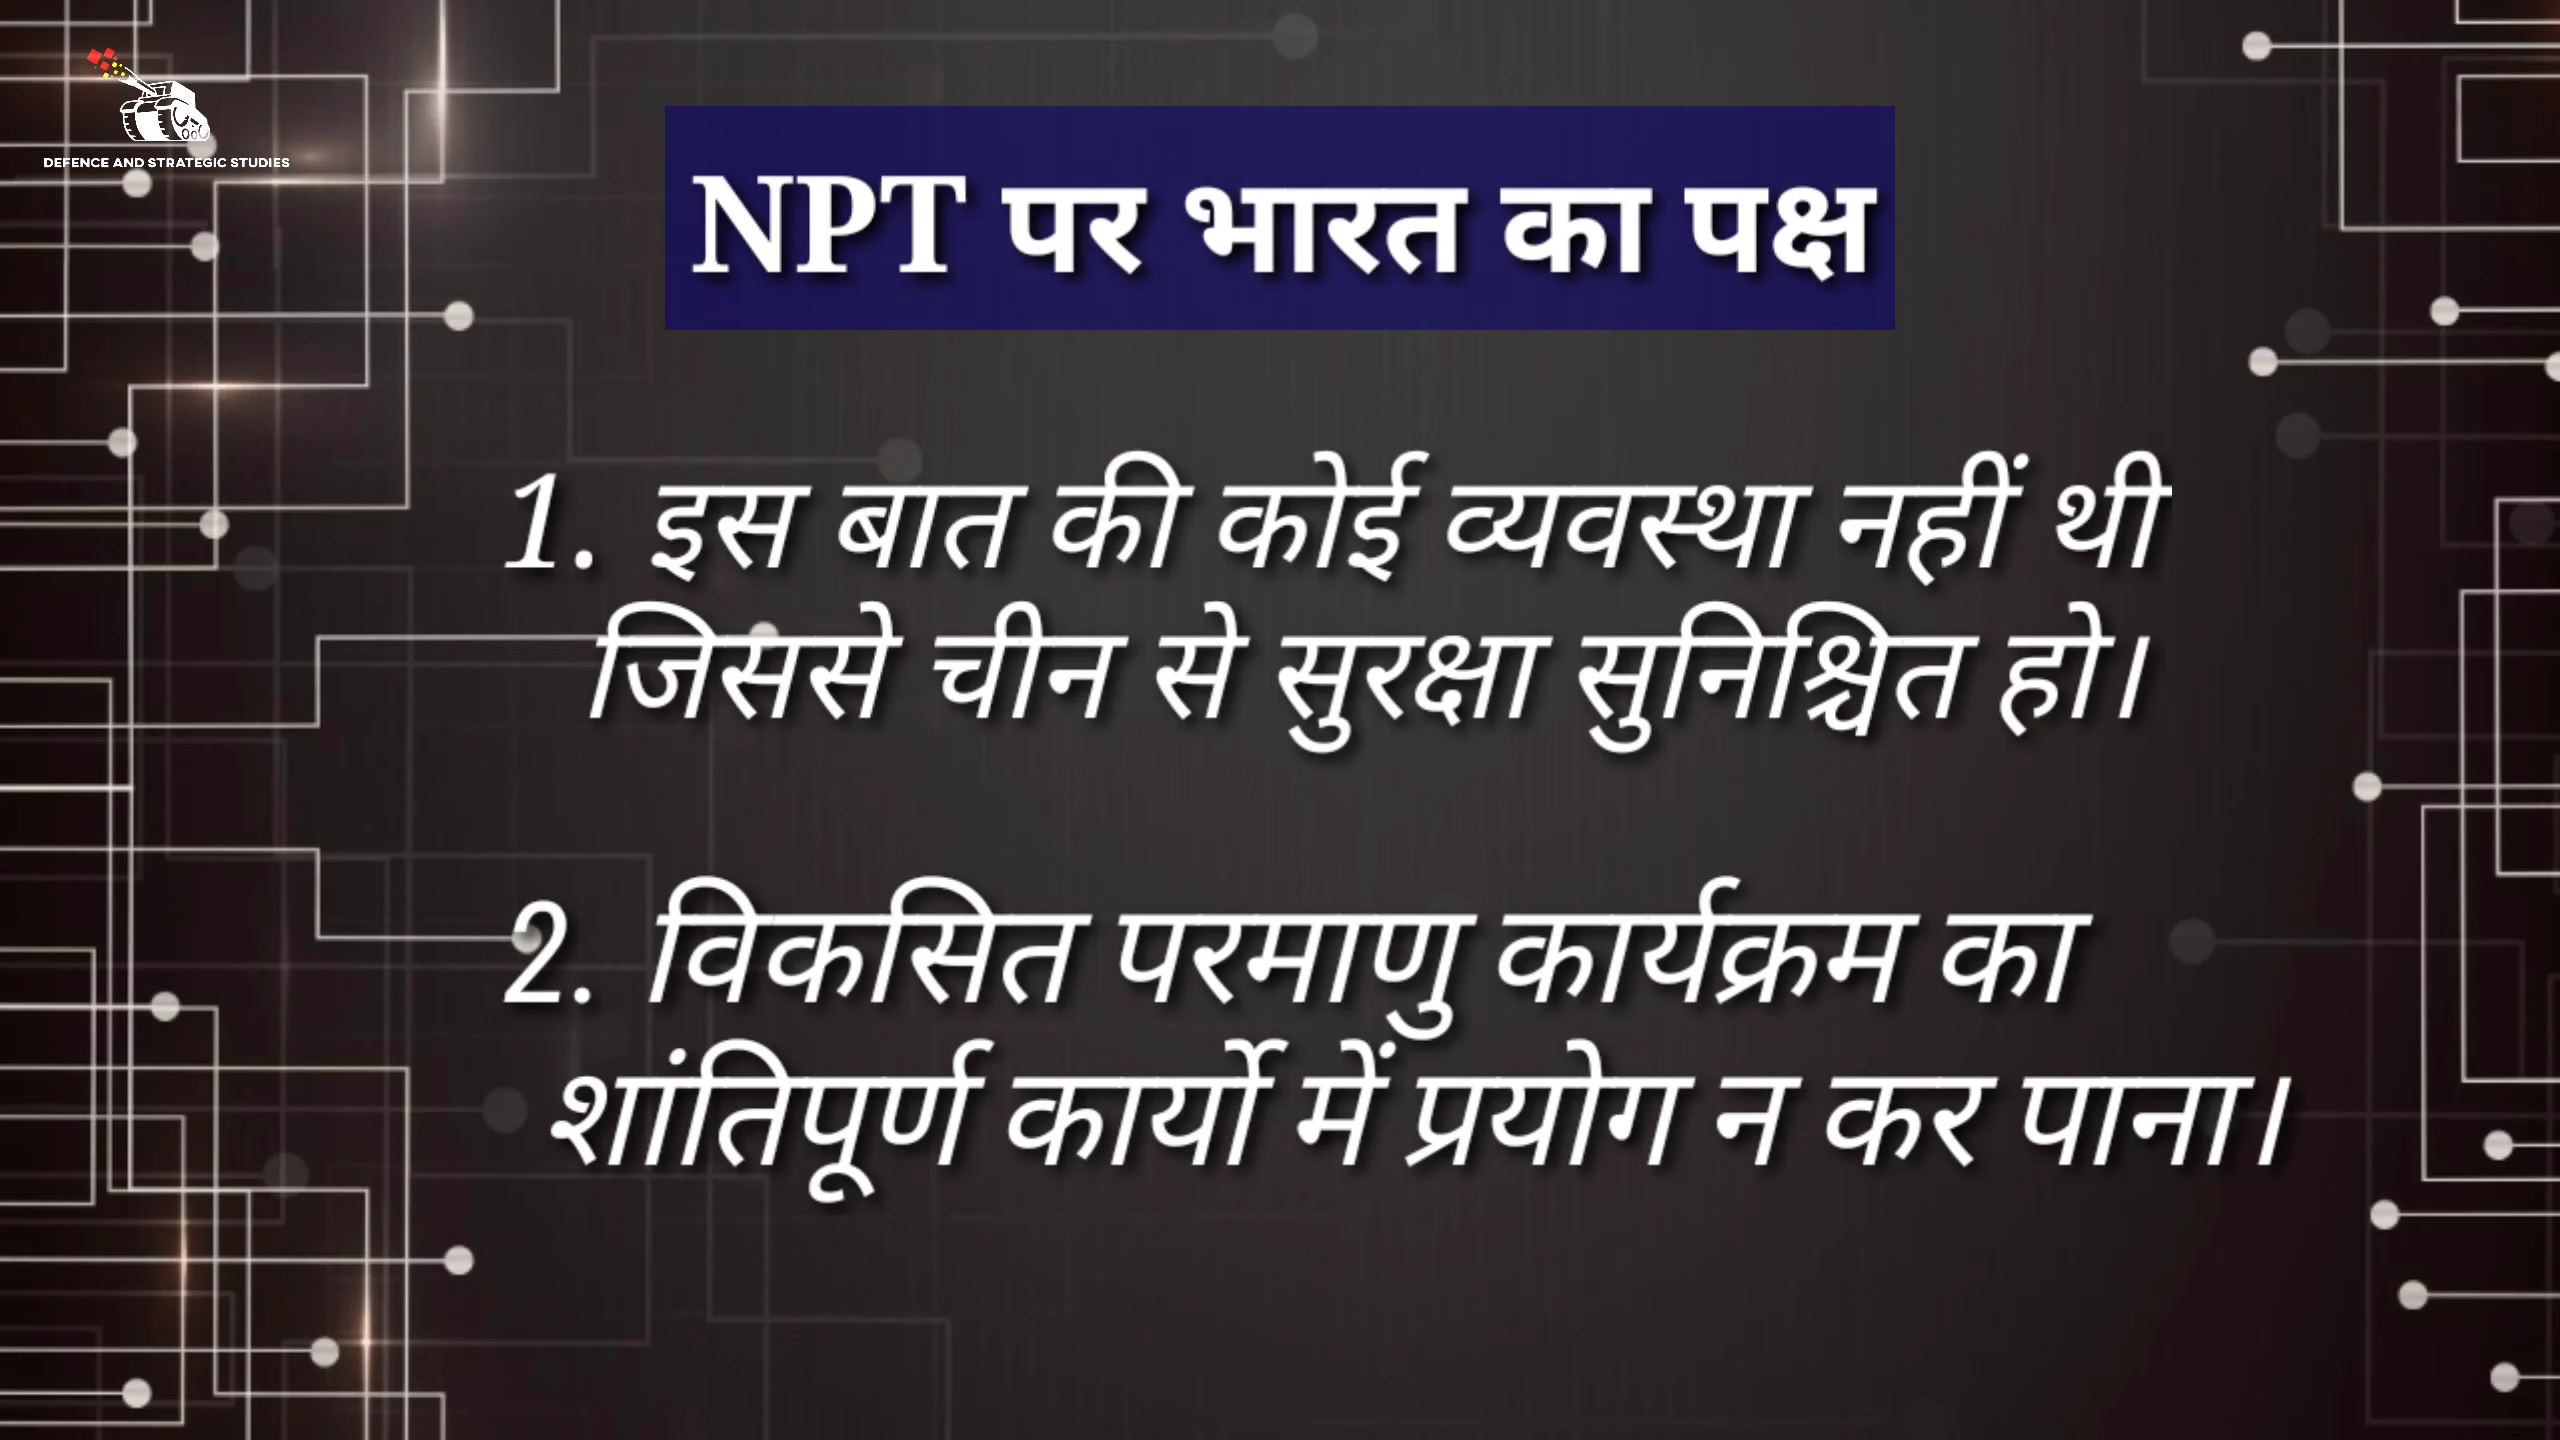 DEFENCE AND STRATEGIC STUDIES
NPT पर भारत का पक्ष
1. इस बात की कोई व्यवस्था नहीं थी
जिससे चीन से सुरक्षा सुनिश्चित हो।
2. विकसित परमाणु कार्यक्रम का
शांतिपूर्ण कार्यो में प्रयोग न कर पाना।